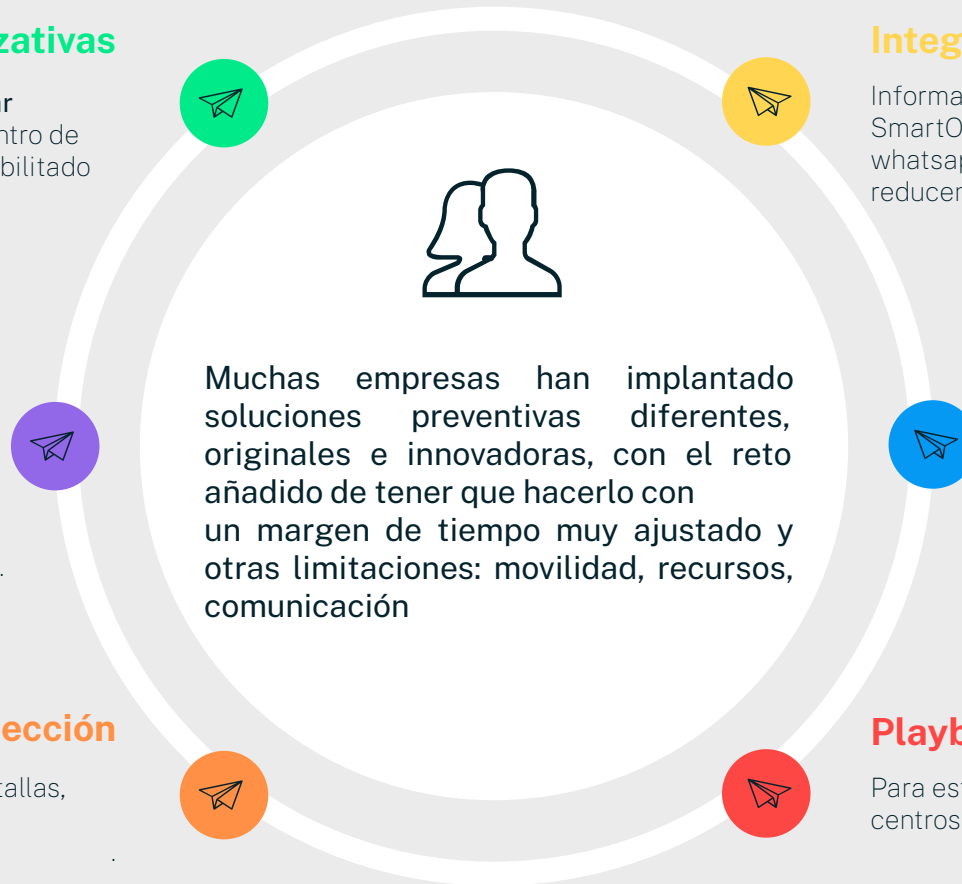 zativas
ar
ntro de
bilitado
Integ
Informa
SmartO
whatsap
reducen
Muchas empresas han implantado
soluciones preventivas diferentes,
originales e innovadoras, con el reto
añadido de tener que hacerlo con
un margen de tiempo muy ajustado y
otras limitaciones: movilidad, recursos,
comunicación
.
ección
tallas,
.
Playb
Para est
centros